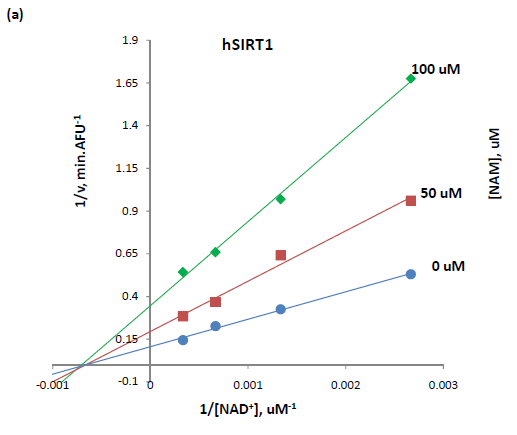 (a)
hSIRT1
1.9
1.65
1.4
1.15
0.9
0.65
0.4
0.15
-0.1
1/v, min.AFU⁻¹
100 uM
50 uM
0 uM
[NAM], uM
-0.001
0
0.001
0.002
0.003
1/[NAD⁺], uM⁻¹